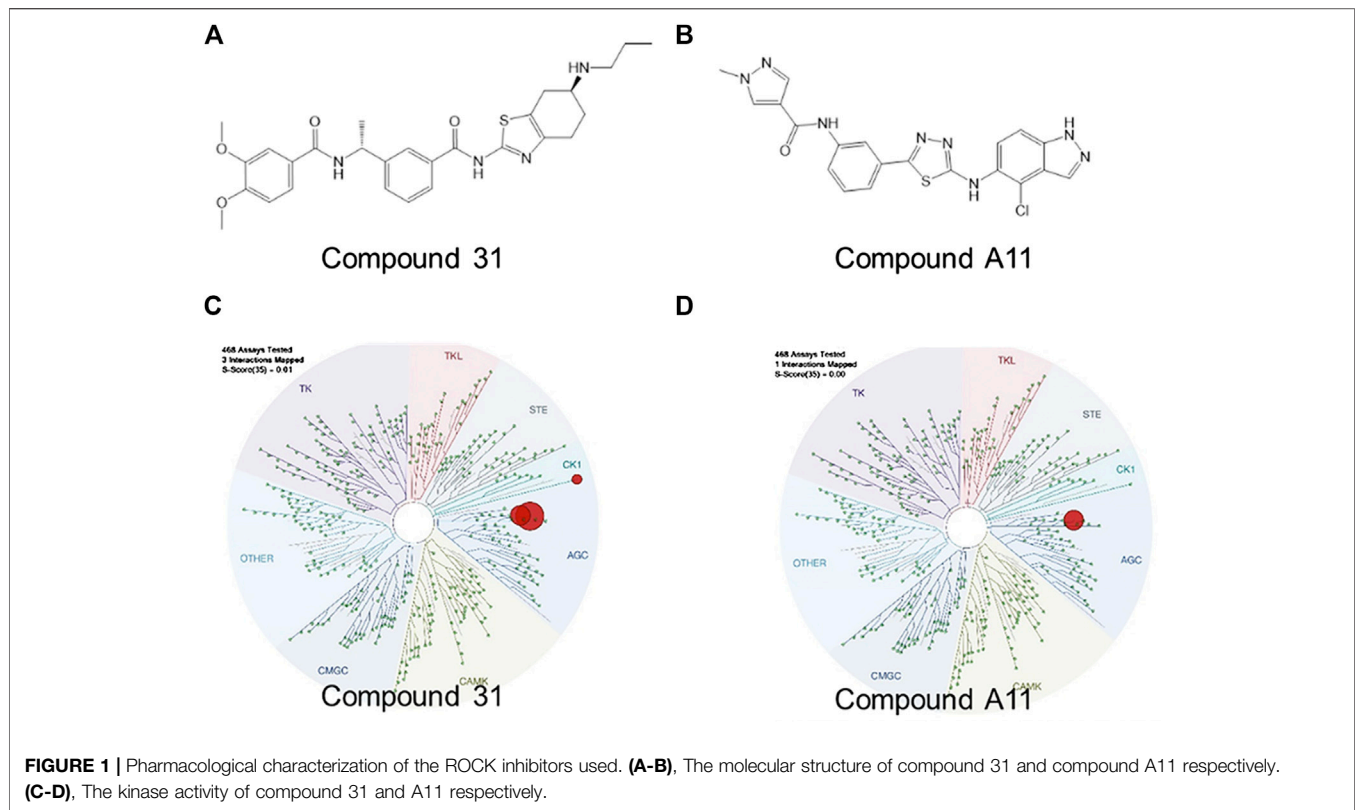 A
B
HN
S
N
NH
O
N
H
O
O
O
Compound 31
N
N
O
NH
N
N
S
N
H
Cl
H
N
N
Compound A11
C
D
468 Assays Tested
3 Interactions Mapped
S-Score(35) = 0.01
TK
TKL
STE
CK1
AGC
CAMK
CMGC
OTHER
Compound 31
468 Assays Tested
1 Interactions Mapped
S-Score(35) = 0.00
TK
TKL
STE
CK1
AGC
CAMK
CMGC
OTHER
Compound A11
FIGURE 1 | Pharmacological characterization of the ROCK inhibitors used. (A-B), The molecular structure of compound 31 and compound A11 respectively.
(C-D), The kinase activity of compound 31 and A11 respectively.